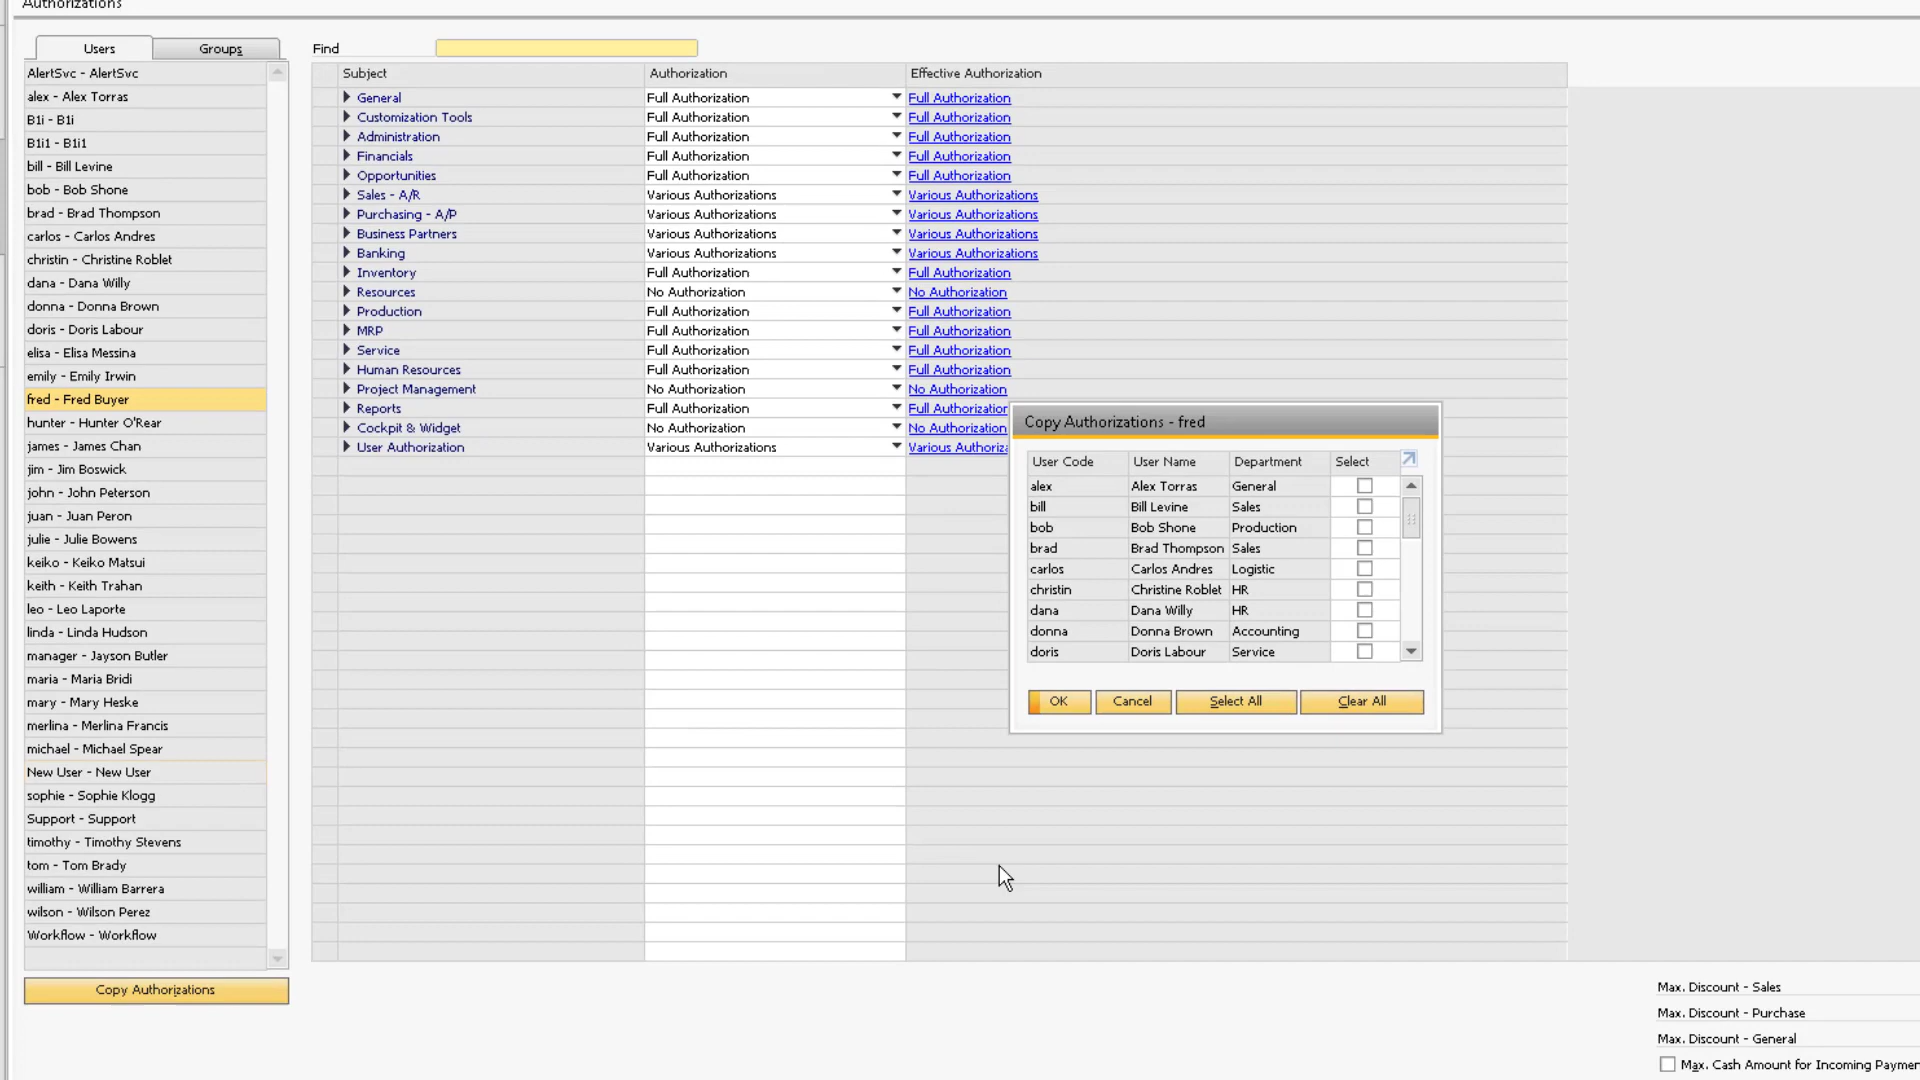 Authorizations
Users
Groups
Find
AlertSvc - AlertSvc
alex - Alex Torras
B1i - B1i
B1i1 - B1i1
bill - Bill Levine
bob - Bob Shone
brad - Brad Thompson
carlos - Carlos Andres
christin - Christine Roblet
dana - Dana Willy
donna - Donna Brown
doris - Doris Labour
elisa - Elisa Messina
emily - Emily Irwin
fred - Fred Buyer
hunter - Hunter O'Rear
james - James Chan
jim - Jim Boswick
john - John Peterson
juan - Juan Peron
julie - Julie Bowens
keiko - Keiko Matsui
keith - Keith Trahan
leo - Leo Laporte
linda - Linda Hudson
manager - Jayson Butler
maria - Maria Bridi
mary - Mary Heske
merlina - Merlina Francis
michael - Michael Spear
New User - New User
sophie - Sophie Klogg
Support - Support
timothy - Timothy Stevens
tom - Tom Brady
william - William Barrera
wilson - Wilson Perez
Workflow - Workflow
Copy Authorizations
Subject Authorization Effective Authorization
General Full Authorization Full Authorization
Customization Tools Full Authorization Full Authorization
Administration Full Authorization Full Authorization
Financials Full Authorization Full Authorization
Opportunities Full Authorization Full Authorization
Sales - A/R Various Authorizations Various Authorizations
Purchasing - A/P Various Authorizations Various Authorizations
Business Partners Various Authorizations Various Authorizations
Banking Various Authorizations Various Authorizations
Inventory Full Authorization Full Authorization
Resources No Authorization No Authorization
Production Full Authorization Full Authorization
MRP Full Authorization Full Authorization
Service Full Authorization Full Authorization
Human Resources Full Authorization Full Authorization
Project Management No Authorization No Authorization
Reports Full Authorization Full Authorization
Cockpit & Widget No Authorization No Authorization
User Authorization Various Authorizations Various Authoriza
Copy Authorizations - fred
User Code User Name Department Select
alex Alex Torras General
bill Bill Levine Sales
bob Bob Shone Production
brad Brad Thompson Sales
carlos Carlos Andres Logistic
christin Christine Roblet HR
dana Dana Willy HR
donna Donna Brown Accounting
doris Doris Labour Service
OK Cancel Select All Clear All
Max. Discount - Sales
Max. Discount - Purchase
Max. Discount - General
Max. Cash Amount for Incoming Paymen